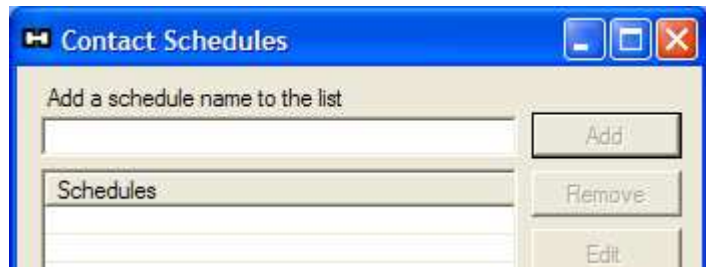 Contact Schedules
Add a schedule name to the list
Add
Schedules
Remove
Edit